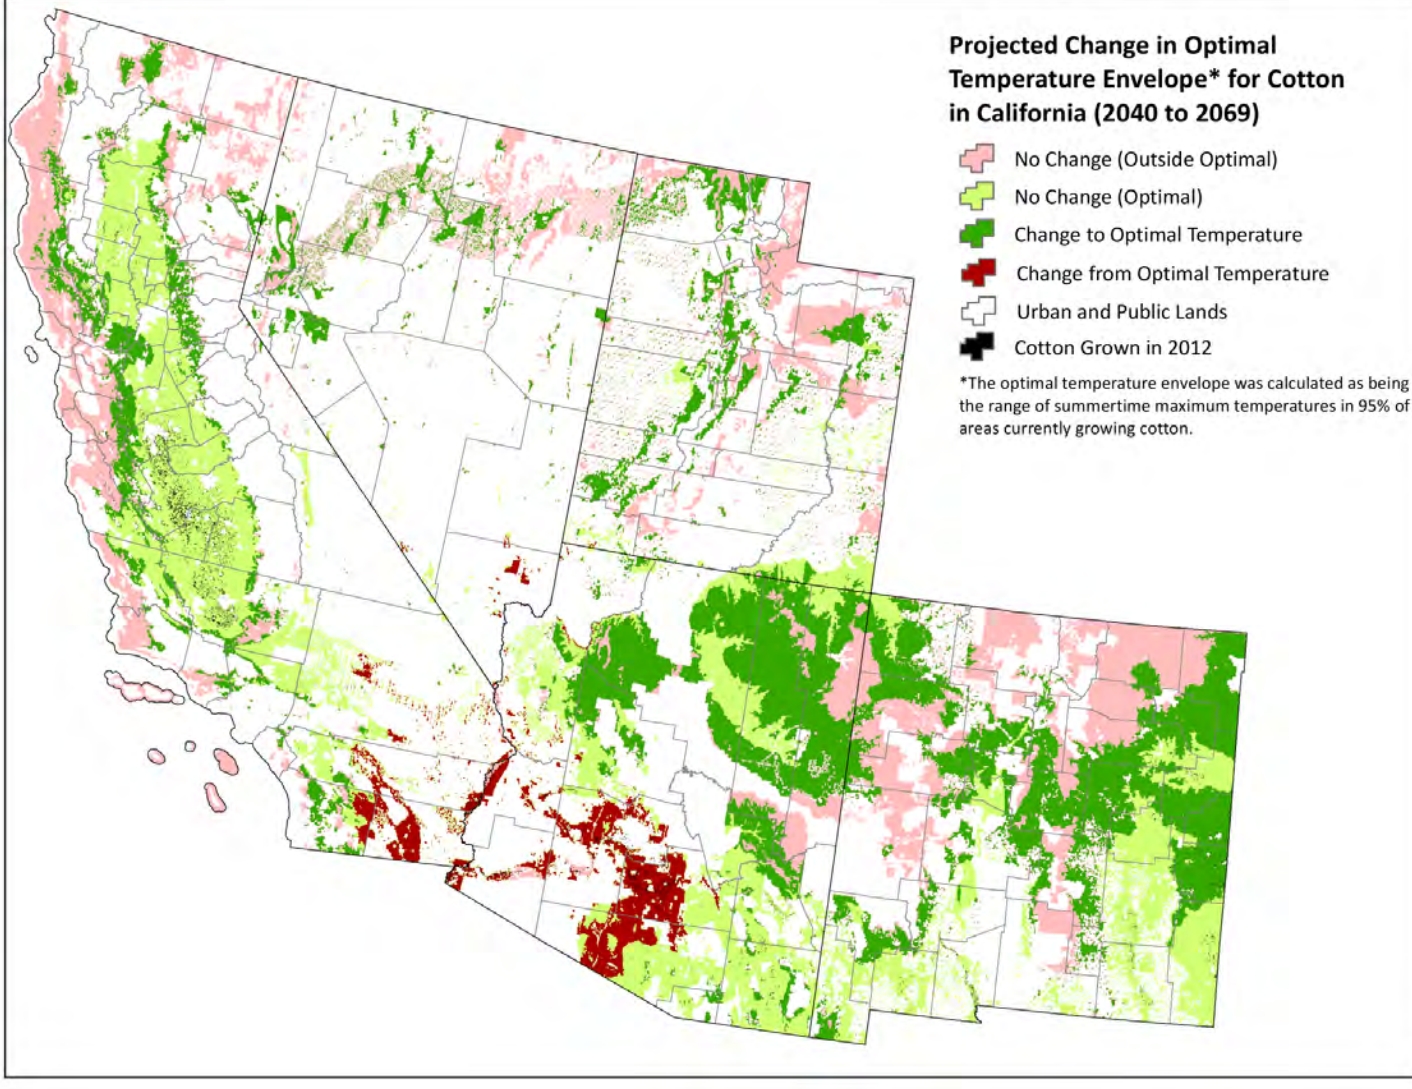 Projected Change in Optimal
Temperature Envelope* for Cotton
in California (2040 to 2069)
No Change (Outside Optimal)
No Change (Optimal)
Change to Optimal Temperature
Change from Optimal Temperature
Urban and Public Lands
Cotton Grown in 2012
*The optimal temperature envelope was calculated as being
the range of summertime maximum temperatures in 95% of
areas currently growing cotton.